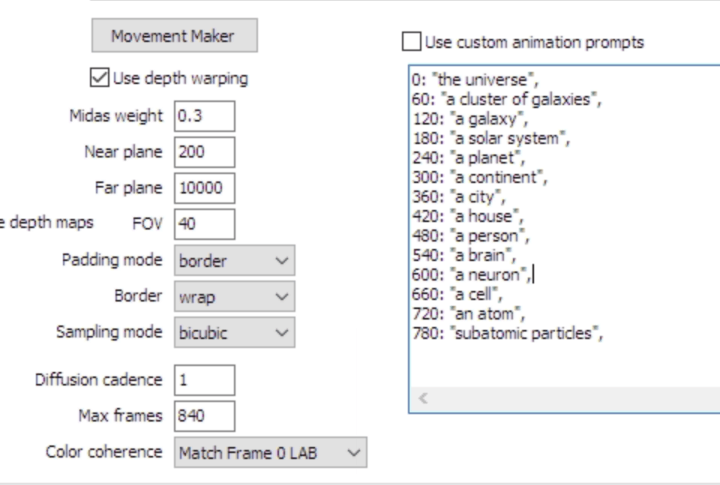 Movement Maker
Use depth warping
Midas weight 0.3
Near plane 200
Far plane 10000
depth maps FOV 40
Padding mode border
Border wrap
Sampling mode bicubic
Diffusion cadence 1
Max frames 840
Color coherence Match Frame 0 LAB
Use custom animation prompts
0: "the universe",
60: "a cluster of galaxies",
120: "a galaxy",
180: "a solar system",
240: "a planet",
300: "a continent",
360: "a city",
420: "a house",
480: "a person",
540: "a brain",
600: "a neuron",
660: "a cell",
720: "an atom",
780: "subatomic particles",